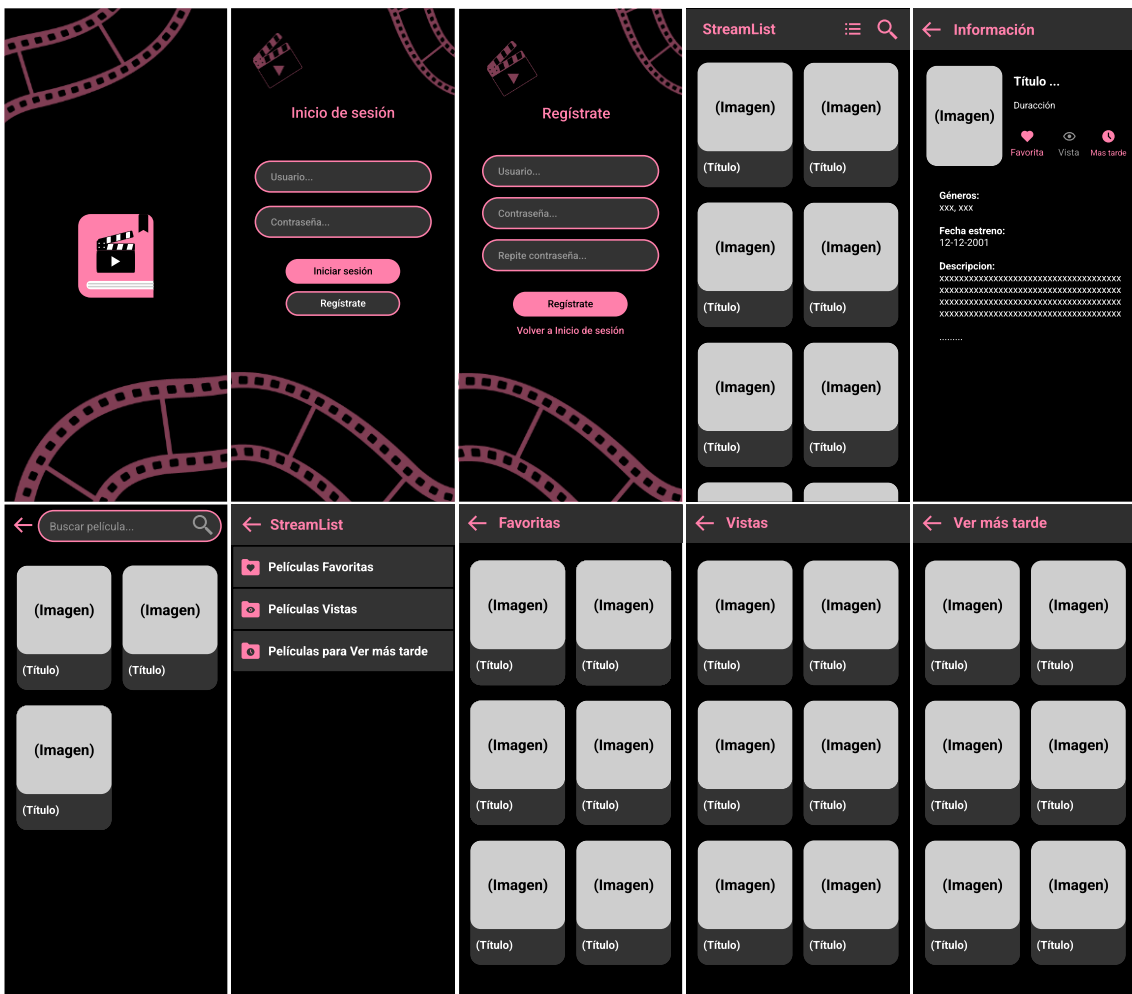 Inicio de sesión
Usuario...
Contraseña...
Iniciar sesión
Regístrate
Regístrate
Usuario...
Contraseña...
Repite contraseña...
Regístrate
Volver a Inicio de sesión
StreamList
(Imagen)
(Imagen)
(Título)
(Título)
(Imagen)
(Imagen)
(Título)
(Título)
(Imagen)
(Imagen)
(Título)
(Título)
Información
(Imagen)
Título ...
Duracción
Favorita
Vista
Mas tarde
Géneros:
xxx, xxx
Fecha estreno:
12-12-2001
Descripcion:
xxxxxxxxxxxxxxxxxxxxxxxxxxxxxxxxxxxxx
xxxxxxxxxxxxxxxxxxxxxxxxxxxxxxxxxxxxx
xxxxxxxxxxxxxxxxxxxxxxxxxxxxxxxxxxxxx
xxxxxxxxxxxxxxxxxxxxxxxxxxxxxxxxxxxxx
.........
Buscar película...
(Imagen)
(Imagen)
(Título)
(Título)
(Imagen)
(Título)
StreamList
Películas Favoritas
Películas Vistas
Películas para Ver más tarde
Favoritas
(Imagen)
(Imagen)
(Título)
(Título)
(Imagen)
(Imagen)
(Título)
(Título)
(Imagen)
(Imagen)
(Título)
(Título)
Vistas
(Imagen)
(Imagen)
(Título)
(Título)
(Imagen)
(Imagen)
(Título)
(Título)
(Imagen)
(Imagen)
(Título)
(Título)
Ver más tarde
(Imagen)
(Imagen)
(Título)
(Título)
(Imagen)
(Imagen)
(Título)
(Título)
(Imagen)
(Imagen)
(Título)
(Título)